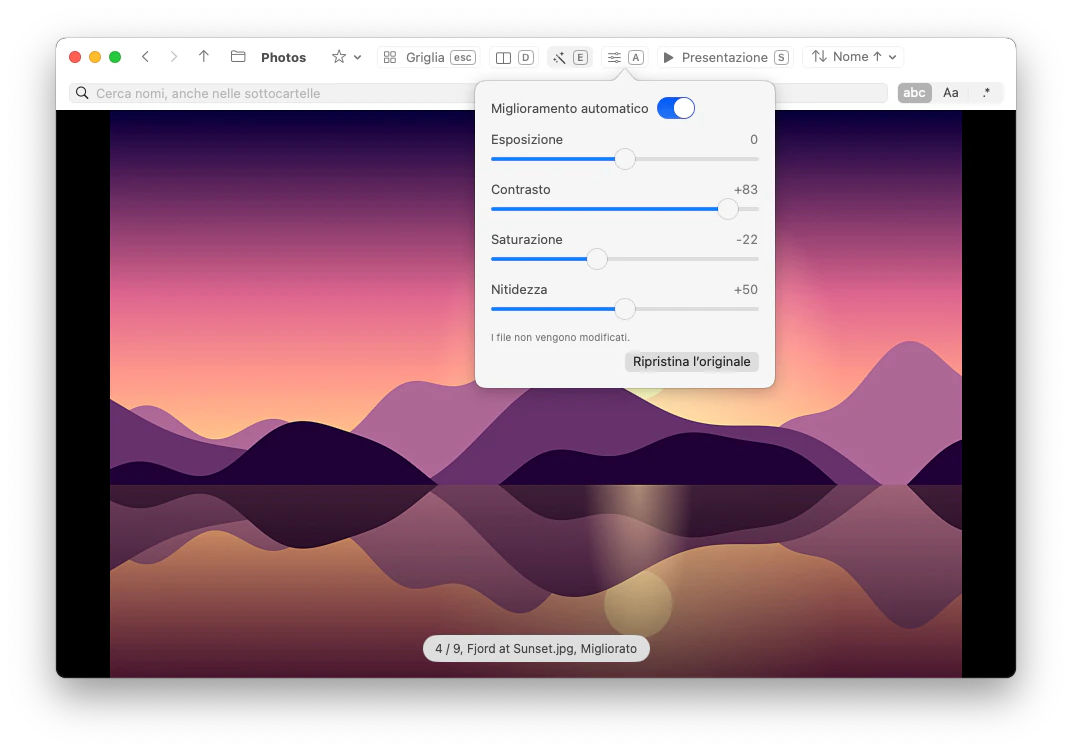 Photos
Griglia esc
D
E
A
Presentazione S
Nome ↑
Cerca nomi, anche nelle sottocartelle
abc
Aa
.*
Miglioramento automatico
Esposizione 0
Contrasto +83
Saturazione -22
Nitidezza +50
I file non vengono modificati.
Ripristina l’originale
4 / 9, Fjord at Sunset.jpg, Migliorato